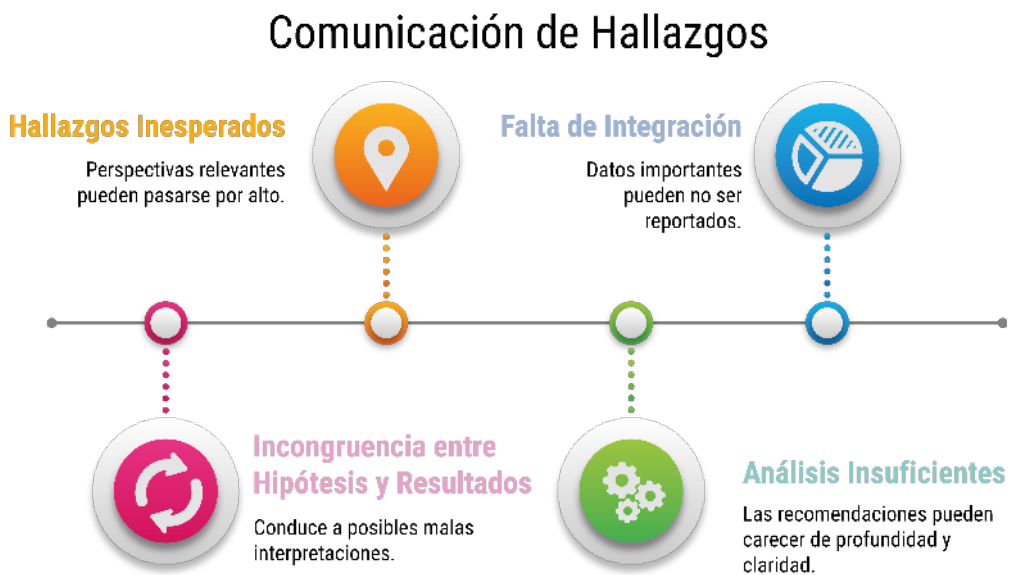 Comunicación de Hallazgos
Hallazgos Inesperados
Perspectivas relevantes
pueden pasarse por alto.
Falta de Integración
Datos importantes
pueden no ser
reportados.
Incongruencia entre
Hipótesis y Resultados
Conduce a posibles malas
interpretaciones.
Análisis Insuficientes
Las recomendaciones pueden
carecer de profundidad y
claridad.